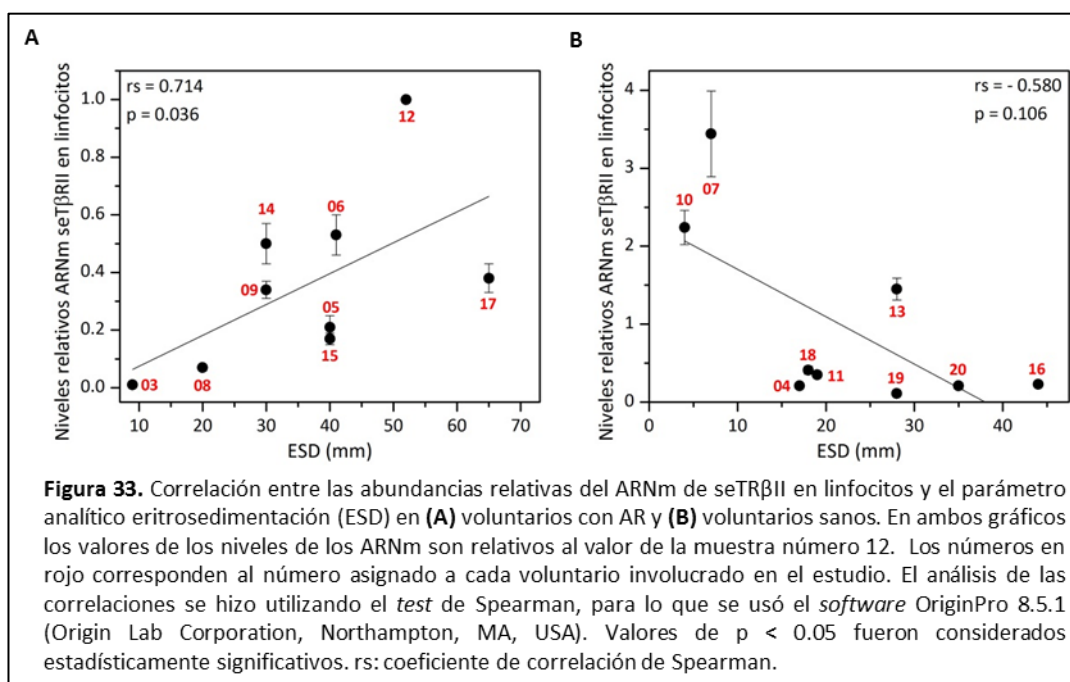 A
B
rs = 0.714
p = 0.036
rs = - 0.580
p = 0.106
Niveles relativos ARNm seTβRII en linfocitos
1.0
0.8
0.6
0.4
0.2
0.0
12
14
06
09
05
15
17
03
08
10
20
30
40
50
60
70
ESD (mm)
Niveles relativos ARNm seTβRII en linfocitos
4
3
2
1
0
07
10
13
18
04
11
19
20
16
0
10
20
30
40
ESD (mm)
Figura 33. Correlación entre las abundancias relativas del ARNm de seTRβII en linfocitos y el parámetro
analítico eritrosedimentación (ESD) en (A) voluntarios con AR y (B) voluntarios sanos. En ambos gráficos
los valores de los niveles de los ARNm son relativos al valor de la muestra número 12. Los números en
rojo corresponden al número asignado a cada voluntario involucrado en el estudio. El análisis de las
correlaciones se hizo utilizando el test de Spearman, para lo que se usó el software OriginPro 8.5.1
(Origin Lab Corporation, Northampton, MA, USA). Valores de p < 0.05 fueron considerados
estadísticamente significativos. rs: coeficiente de correlación de Spearman.